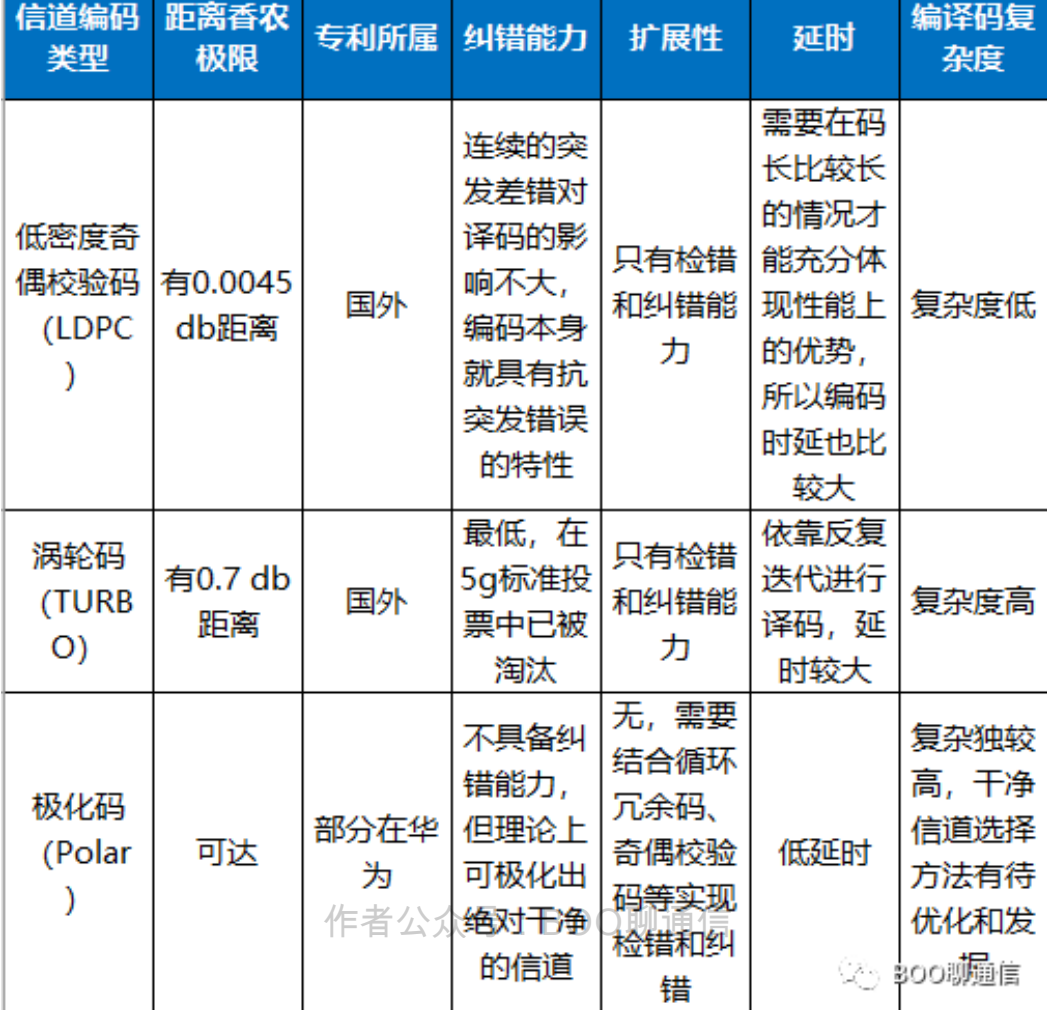 信道编码
类型
距离香农
极限
专利所属
纠错能力
扩展性
延时
编译码复
杂度
低密度奇
偶校验码
(LDPC
)
有0.0045
db距离
国外
连续的突
发差错对
译码的影
响不大,
编码本身
就具有抗
突发错误
的特性
只有检错
和纠错能
力
需要在码
长比较长
的情况才
能充分体
现性能上
的优势,
所以编码
时延也比
较大
复杂度低
涡轮码
(TURB
O)
有0.7 db
距离
国外
最低，在
5g标准投
票中已被
淘汰
只有检错
和纠错能
力
依靠反复
迭代进行
译码，延
时较大
复杂度高
极化码
(Polar
)
可达
部分在华
为
不具备纠
错能力，
但理论上
可极化出
绝对干净
的信道
无，需要
结合循环
冗余码、
奇偶校验
码等实现
检错和纠
错
低延时
复杂独较
高，干净
信道选择
方法有待
优化和发
掘
作者公众号：BOO聊通信
BOO聊通信